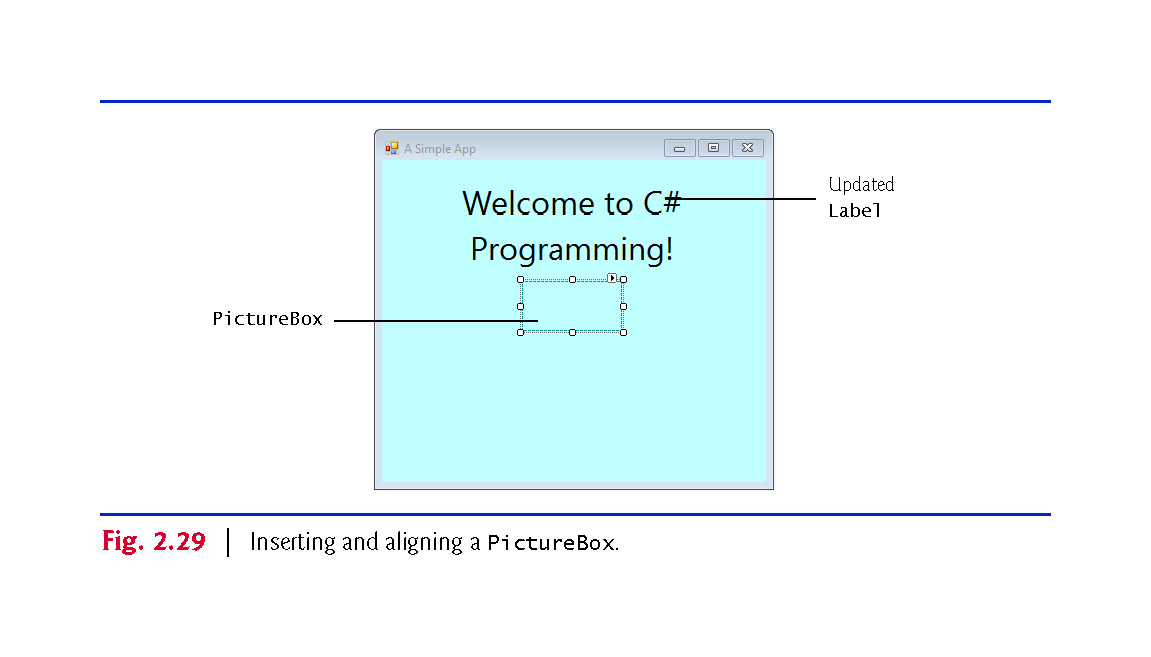 A Simple App
Updated
Label
Welcome to C#
Programming!
PictureBox
Fig. 2.29 | Inserting and aligning a PictureBox.